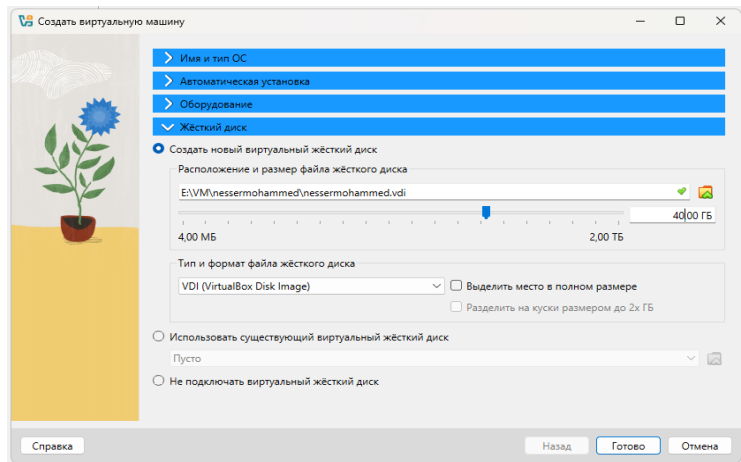 Создать виртуальную машину
Имя и тип ОС
Автоматическая установка
Оборудование
Жёсткий диск
Создать новый виртуальный жёсткий диск
Расположение и размер файла жёсткого диска
E:\VM\nessermohammed\nessermohammed.vdi
40,00 ГБ
4,00 МБ 2,00 ТБ
Тип и формат файла жёсткого диска
VDI (VirtualBox Disk Image) Выделить место в полном размере
Разделить на куски размером до 2х ГБ
Использовать существующий виртуальный жёсткий диск
Пусто
Не подключать виртуальный жёсткий диск
Справка Назад Готово Отмена